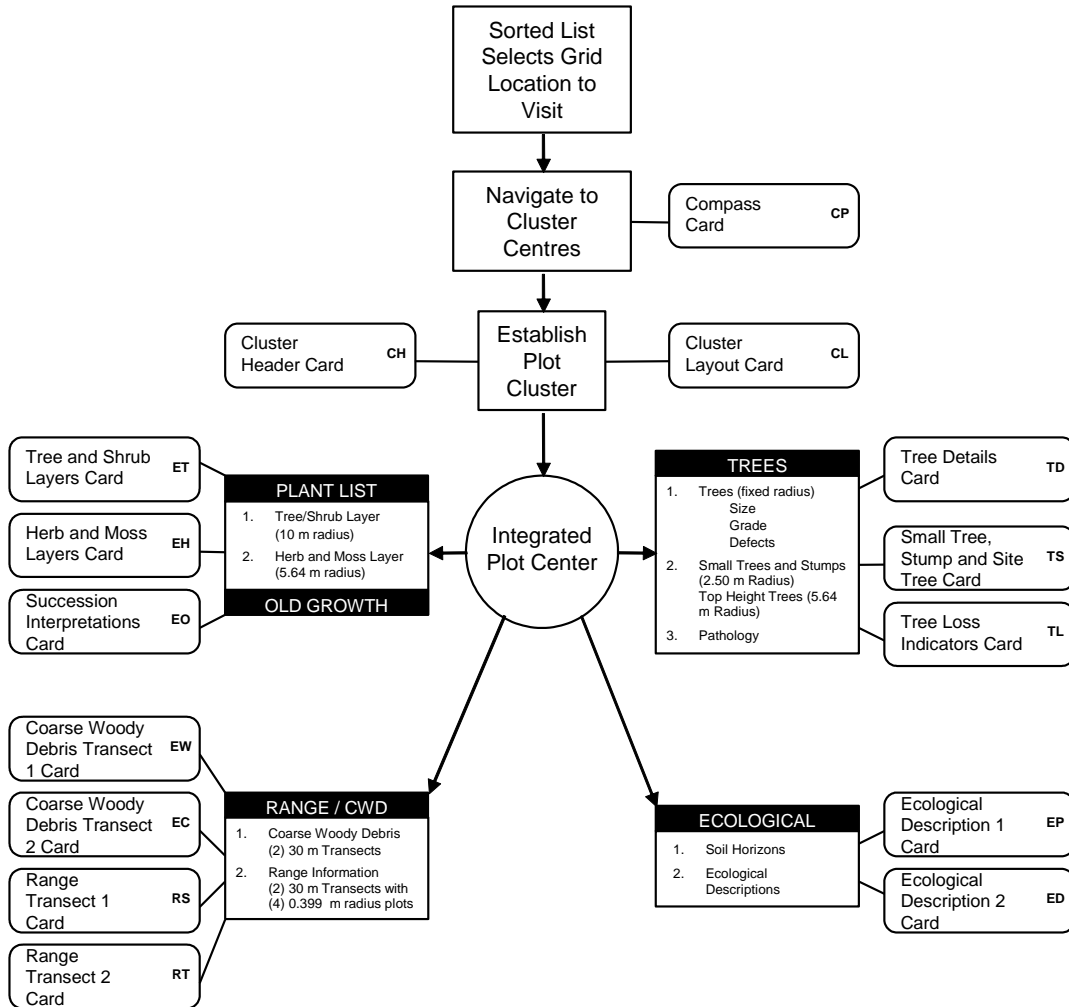 Sorted List
Selects Grid
Location to
Visit
Navigate to
Cluster
Centres
Compass
Card
CP
Cluster
Header Card
CH
Establish
Plot
Cluster
Cluster
Layout Card
CL
Tree and Shrub
Layers Card
ET
Herb and Moss
Layers Card
EH
Succession
Interpretations
Card
EO
PLANT LIST
1. Tree/Shrub Layer
(10 m radius)
2. Herb and Moss Layer
(5.64 m radius)
OLD GROWTH
Integrated
Plot Center
TREES
1. Trees (fixed radius)
Size
Grade
Defects
2. Small Trees and Stumps
(2.50 m Radius)
Top Height Trees (5.64
m Radius)
3. Pathology
Tree Details
Card
TD
Small Tree,
Stump and Site
Tree Card
TS
Tree Loss
Indicators Card
TL
Coarse Woody
Debris Transect
1 Card
EW
Coarse Woody
Debris Transect
2 Card
EC
Range
Transect 1
Card
RS
Range
Transect 2
Card
RT
RANGE / CWD
1. Coarse Woody Debris
(2) 30 m Transects
2. Range Information
(2) 30 m Transects with
(4) 0.399 m radius plots
ECOLOGICAL
1. Soil Horizons
2. Ecological
Descriptions
Ecological
Description 1
Card
EP
Ecological
Description 2
Card
ED